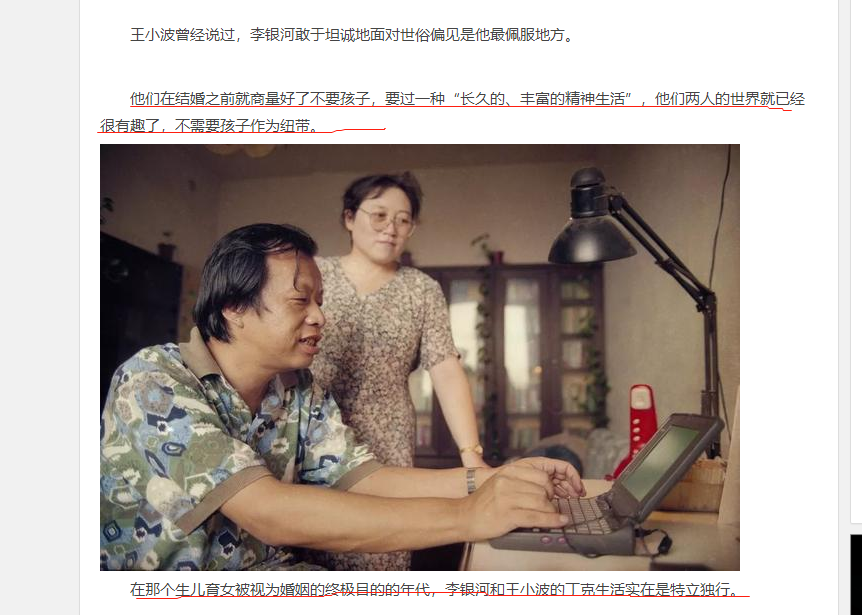 王小波曾经说过，李银河敢于坦诚地面对世俗偏见是他最佩服地方。
他们在结婚之前就商量好了不要孩子，要过一种“长久的、丰富的精神生活”，他们两人的世界就已经
很有趣了，不需要孩子作为纽带。
在那个生儿育女被视为婚姻的终极目的的年代，李银河和王小波的丁克生活实在是特立独行。